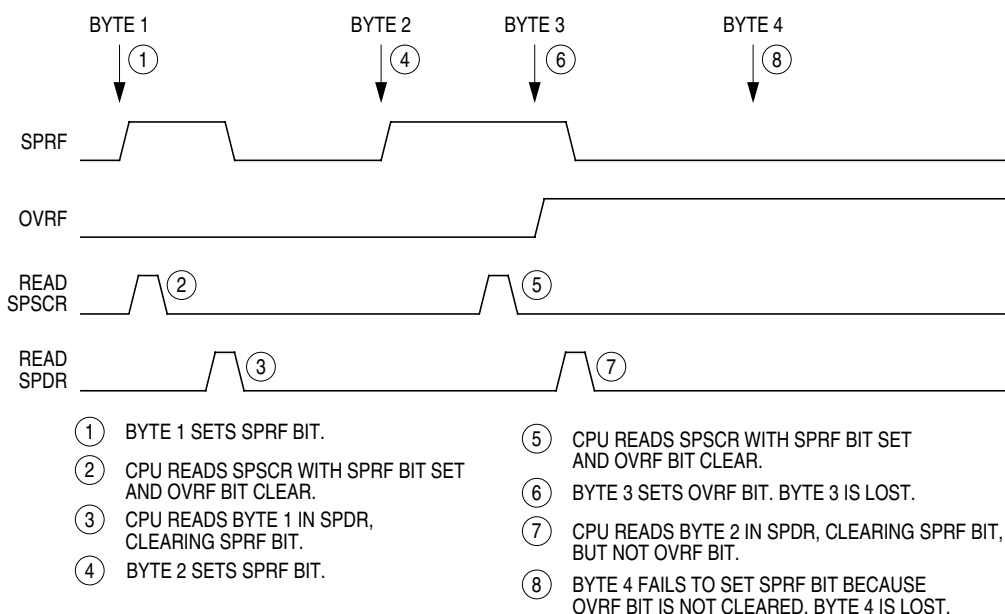 BYTE 1 BYTE 2 BYTE 3 BYTE 4
1 4 6 8
SPRF
OVRF
READ
SPSCR
2 5
READ
SPDR
3 7
1 BYTE 1 SETS SPRF BIT.
2 CPU READS SPSCR WITH SPRF BIT SET
AND OVRF BIT CLEAR.
3 CPU READS BYTE 1 IN SPDR,
CLEARING SPRF BIT.
4 BYTE 2 SETS SPRF BIT.
5 CPU READS SPSCR WITH SPRF BIT SET
AND OVRF BIT CLEAR.
6 BYTE 3 SETS OVRF BIT. BYTE 3 IS LOST.
7 CPU READS BYTE 2 IN SPDR, CLEARING SPRF BIT,
BUT NOT OVRF BIT.
8 BYTE 4 FAILS TO SET SPRF BIT BECAUSE
OVRF BIT IS NOT CLEARED. BYTE 4 IS LOST.